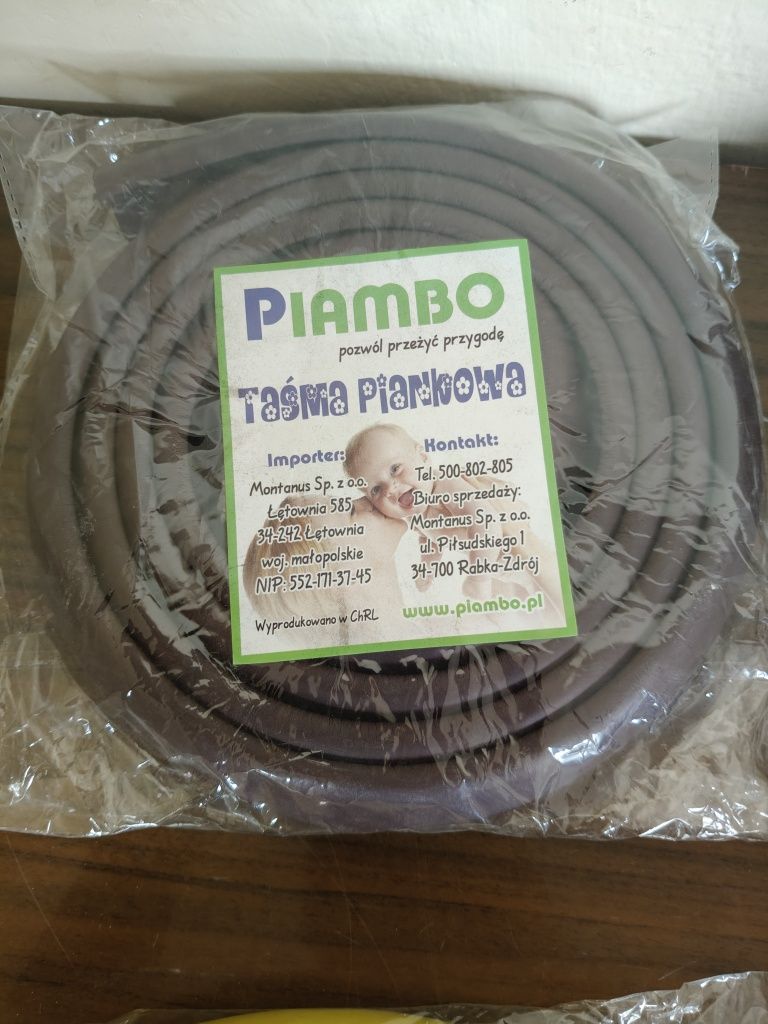 PIAMBO
pozwól przeżyć przygodę
Taśma Piankowa
Importer:
Montanus Sp. z o.o.
Łętownia 585
34-242 Łętownia
woj. małopolskie
NIP: 552-171-37-45
Wyprodukowano w ChRL
Kontakt:
Tel. 500-802-805
Biuro sprzedaży:
Montanus Sp. z o.o.
ul. Piłsudskiego 1
34-700 Rabka-Zdrój
www.piambo.pl